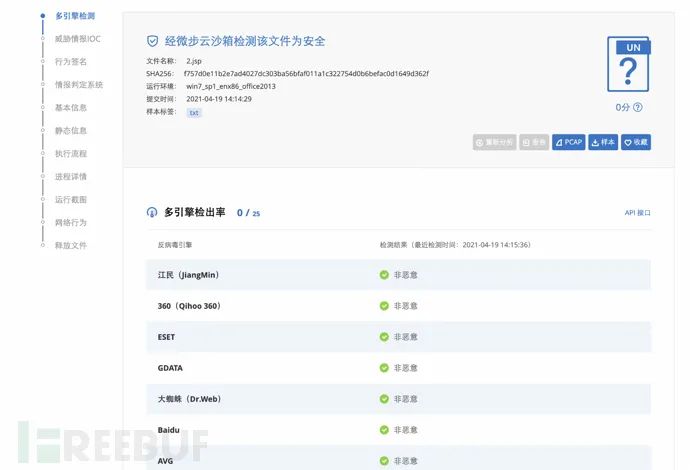 多引擎检测
威胁情报IOC
行为签名
情报判定系统
基本信息
静态信息
执行流程
进程详情
运行截图
网络行为
释放文件
经微步云沙箱检测该文件为安全
文件名称： 2.jsp
SHA256： f757d0e11b2e7ad4027dc303ba56bfaf011a1c322754d0b6befac0d1649d362f
运行环境： win7_sp1_enx86_office2013
提交时间： 2021-04-19 14:14:29
样本标签： txt
UN
?
0分 ?
重新分析 报告 PCAP 样本 收藏
多引擎检出率 0 / 25
API 接口
反病毒引擎 检测结果（最近检测时间：2021-04-19 14:15:36）
江民（JiangMin） 非恶意
360（Qihoo 360） 非恶意
ESET 非恶意
GDATA 非恶意
大蜘蛛（Dr.Web） 非恶意
Baidu 非恶意
AVG 非恶意
FREEBUF